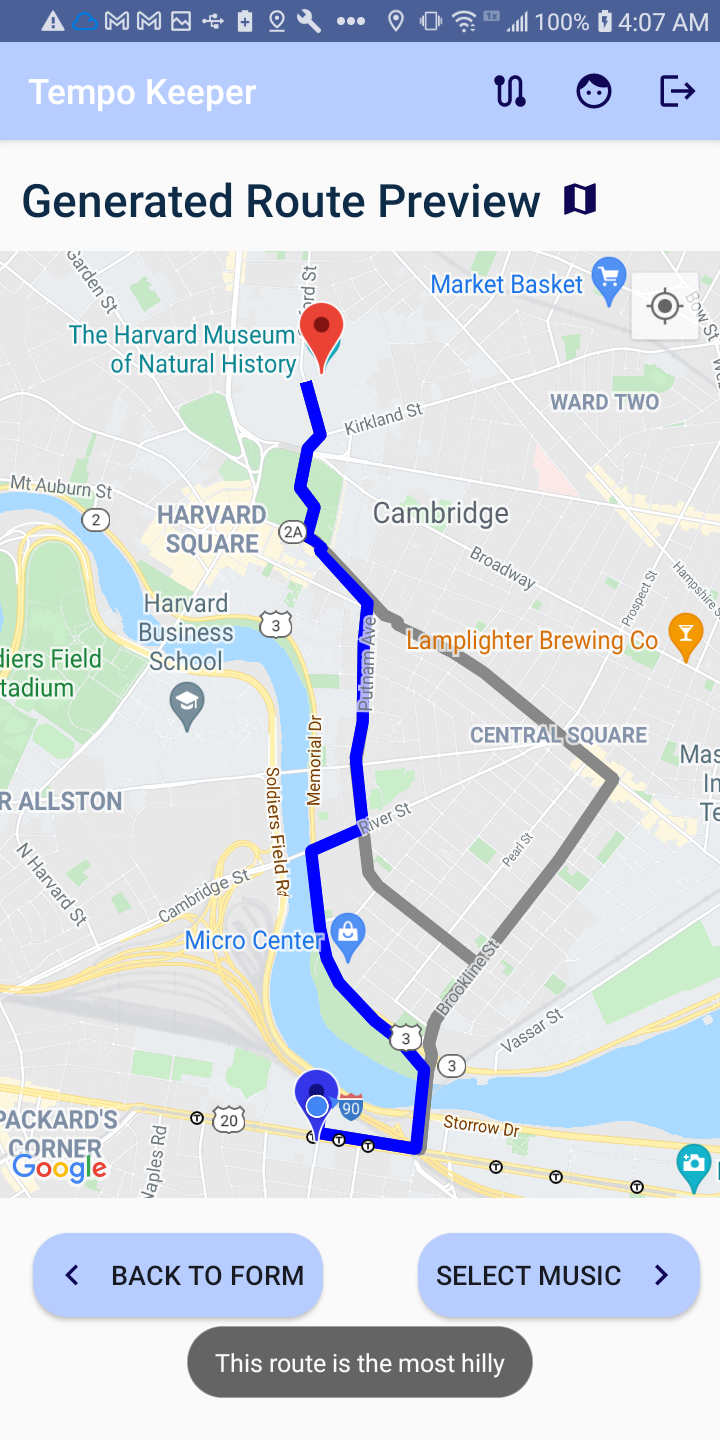 1x 100% 4:07 AM
Tempo Keeper
Generated Route Preview
Garden St
ford St
Market Basket
Bow St
The Harvard Museum
of Natural History
WARD TWO
Kirkland St
Mt Auburn St
2
HARVARD
SQUARE
2A
Cambridge
Broadway
Hampshire S
Prospect St
Harvard
Business
School
3
Lamplighter Brewing Co
diers Field
tadium
Putnam Ave
CENTRAL SQUARE
Mas
In
Te
Memorial Dr
Soldiers Field Rd
R ALLSTON
River St
Pearl St
N Harvard St
Cambridge St
Micro Center
Brookline St
3
Vassar St
3
90
20
PACKARD'S
CORNER
Storrow Dr
Naples Rd
T
T
T
T
T
T
T
Google
BACK TO FORM
SELECT MUSIC
This route is the most hilly